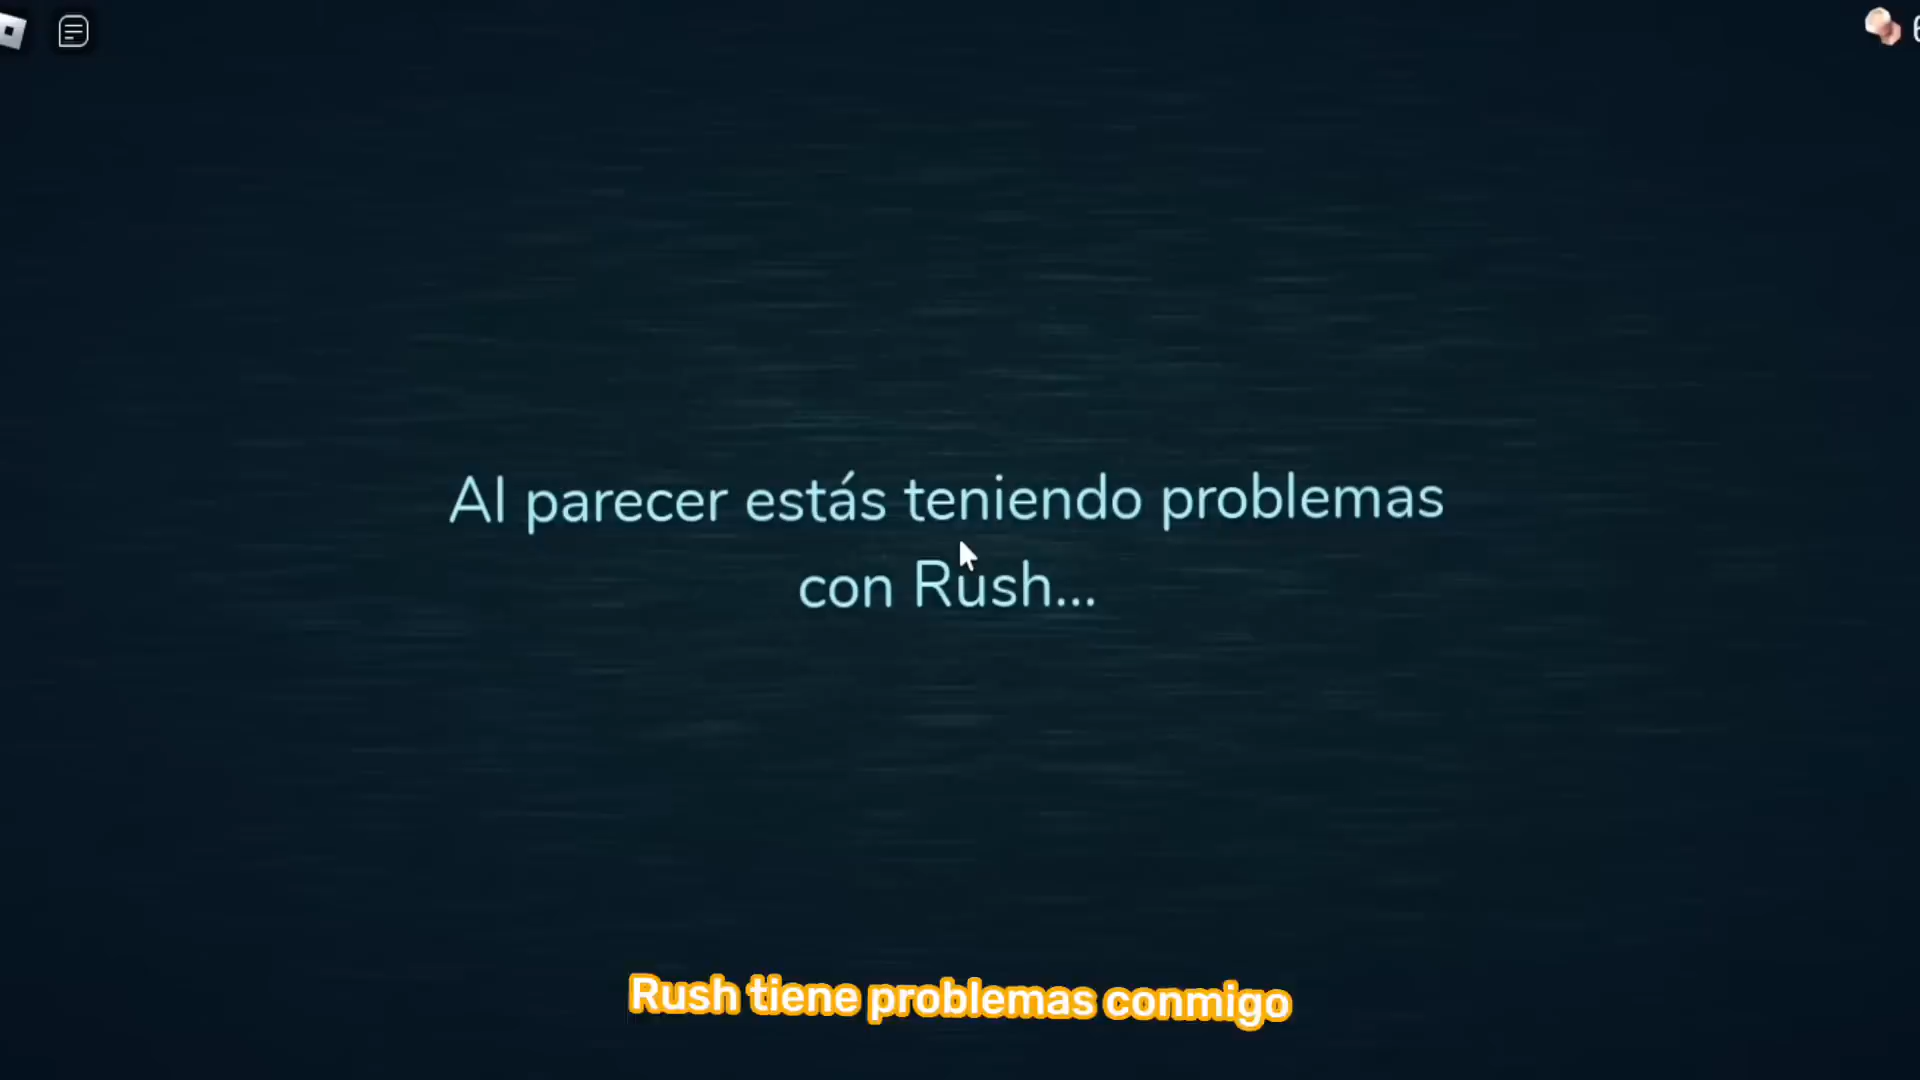 Al parecer estás teniendo problemas
con Rush...
Rush tiene problemas conmigo